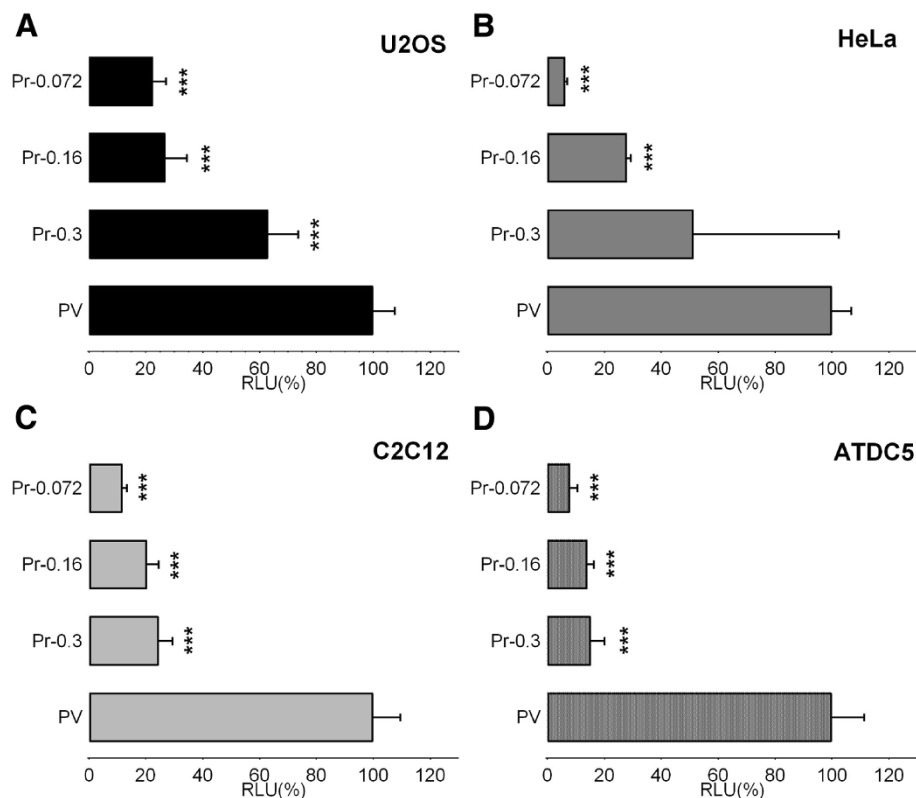 A
U2OS
Pr-0.072
***
Pr-0.16
***
Pr-0.3
***
PV
0 20 40 60 80 100 120
RLU(%)
B
HeLa
Pr-0.072
***
Pr-0.16
***
Pr-0.3
PV
0 20 40 60 80 100 120
RLU(%)
C
C2C12
Pr-0.072
***
Pr-0.16
***
Pr-0.3
***
PV
0 20 40 60 80 100 120
RLU(%)
D
ATDC5
Pr-0.072
***
Pr-0.16
***
Pr-0.3
***
PV
0 20 40 60 80 100 120
RLU(%)